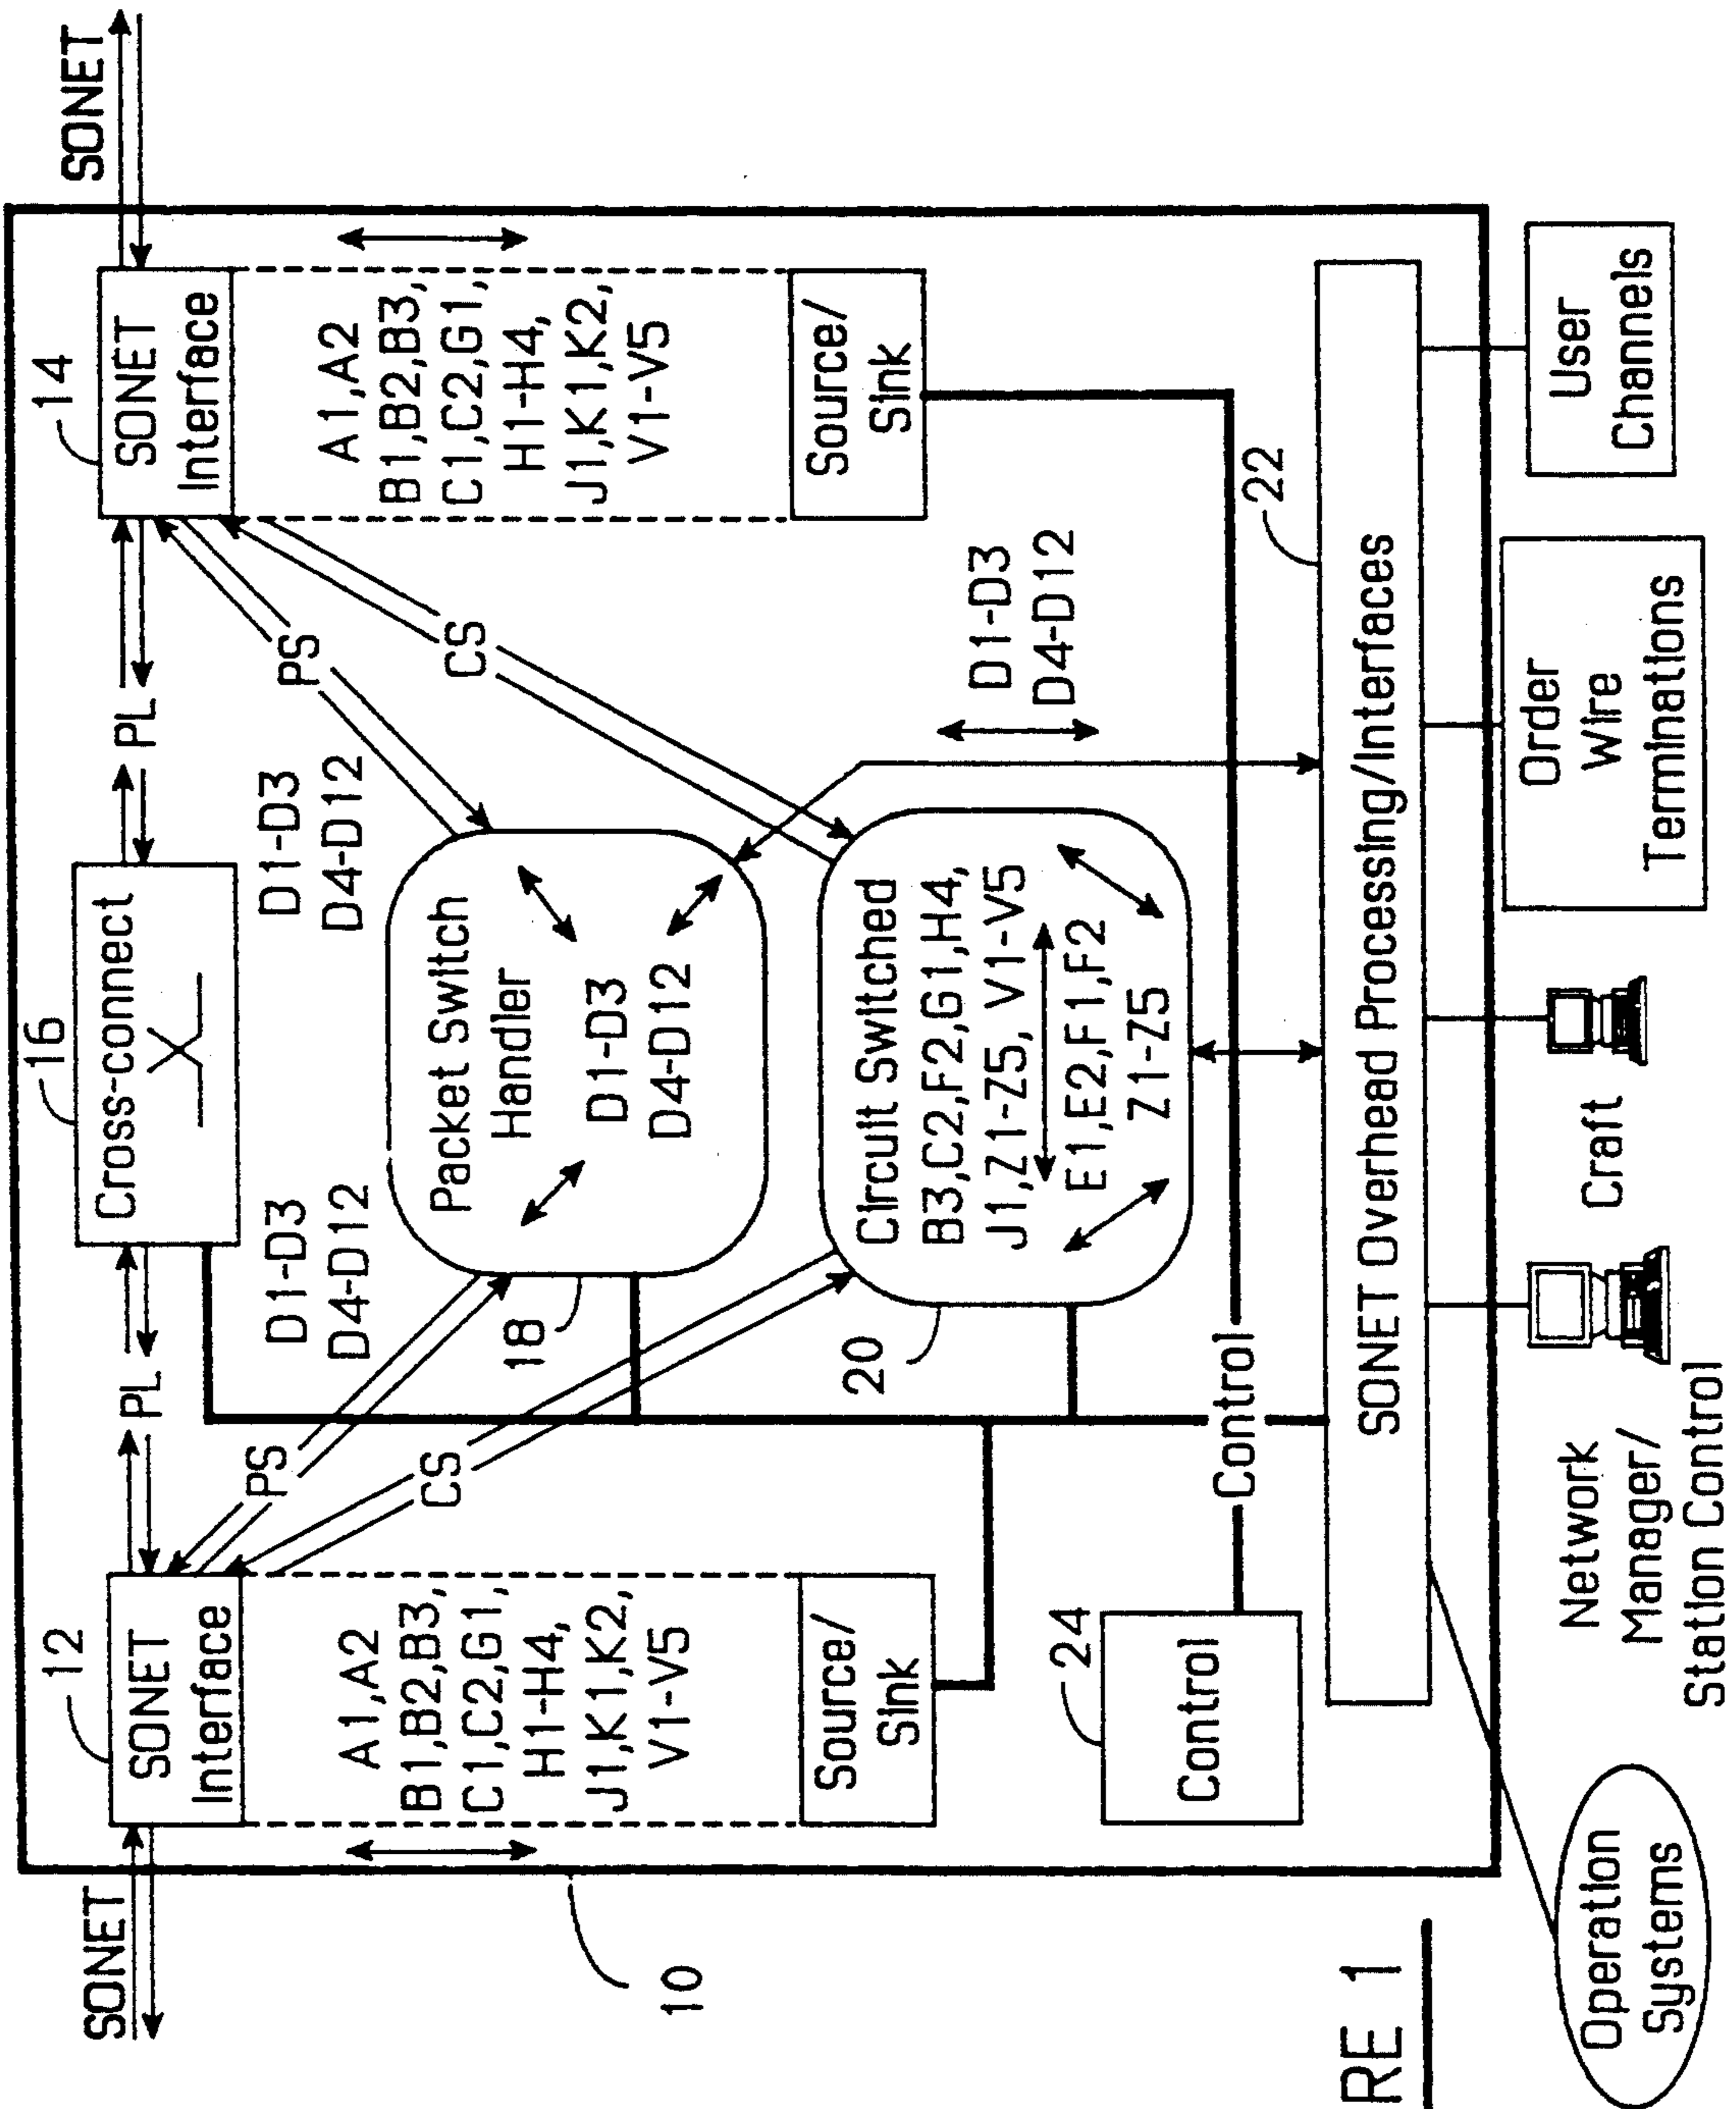 SONET
SONET
12
14
16
SONET
Interface
PL
Cross-connect
PL
SONET
Interface
A1,A2
B1,B2,B3,
C1,C2,G1,
H1-H4,
J1,K1,K2,
V1-V5
Source/
Sink
PS
CS
D1-D3
D4-D12
D1-D3
D4-D12
PS
CS
A1,A2
B1,B2,B3,
C1,C2,G1,
H1-H4,
J1,K1,K2,
V1-V5
Source/
Sink
18
Packet Switch
Handler
D1-D3
D4-D12
20
Circuit Switched
B3,C2,F2,G1,H4,
J1,Z1-Z5, V1-V5
E1,E2,F1,F2
Z1-Z5
D1-D3
D4-D12
10
24
Control
Control
22
SONET Overhead Processing/Interfaces
Operation
Systems
Network
Manager/
Station Control
Craft
Order
Wire
Terminations
User
Channels
RE 1